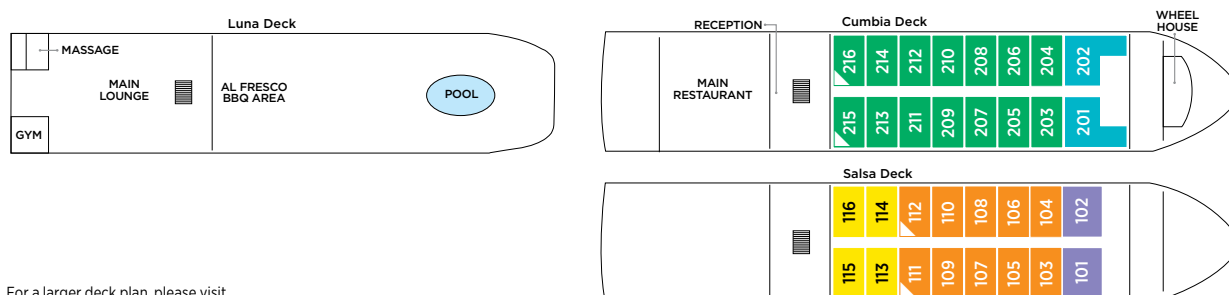 Luna Deck
MASSAGE
MAIN
LOUNGE
AL FRESCO
BBQ AREA
POOL
GYM
Cumbia Deck
RECEPTION
WHEEL
HOUSE
MAIN
RESTAURANT
216 214 212 210 208 206 204 202
215 213 211 209 207 205 203 201
Salsa Deck
116 114 112 110 108 106 104 102
115 113 111 109 107 105 103 101
For a larger deck plan, please visit